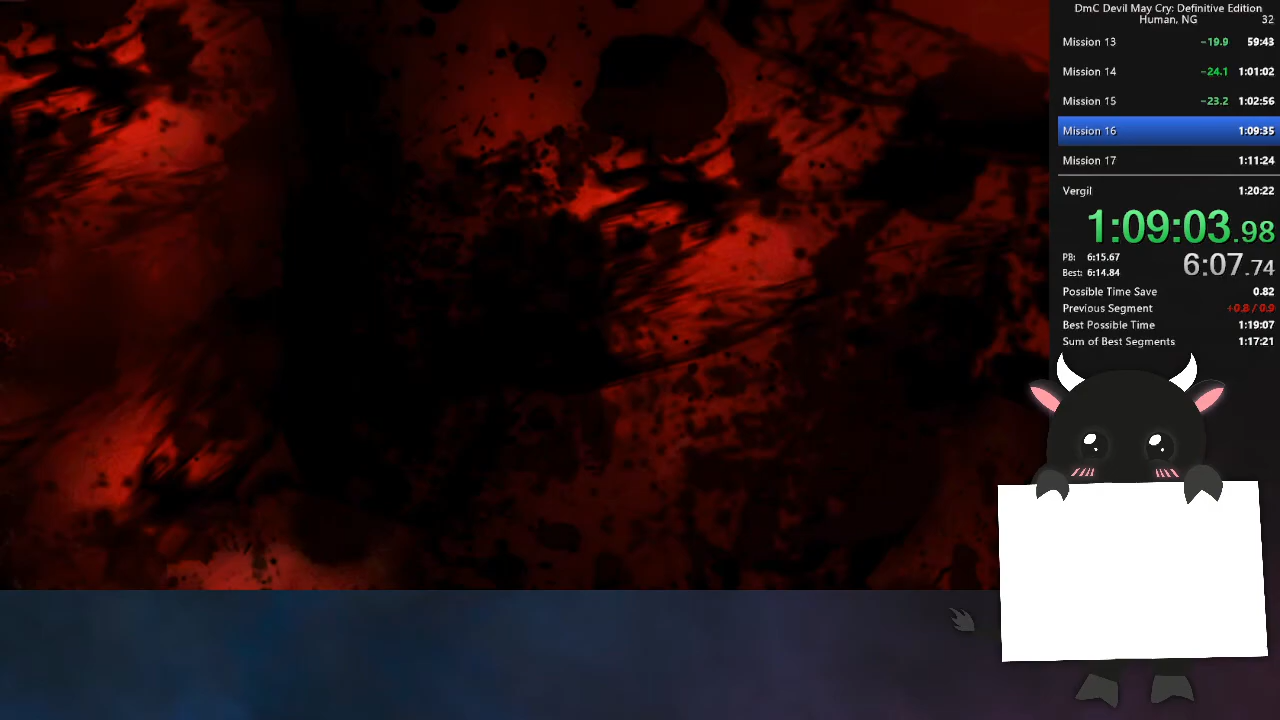 DmC Devil May Cry: Definitive Edition
Human, NG 32
Mission 13 -19.9 59:43
Mission 14 -24.1 1:01:02
Mission 15 -23.2 1:02:56
Mission 16 1:09:35
Mission 17 1:11:24
Vergil 1:20:22
1:09:03.98
PB: 6:15.67
Best: 6:14.84
6:07.74
Possible Time Save 0.82
Previous Segment +0.8 / 0.9
Best Possible Time 1:19:07
Sum of Best Segments 1:17:21